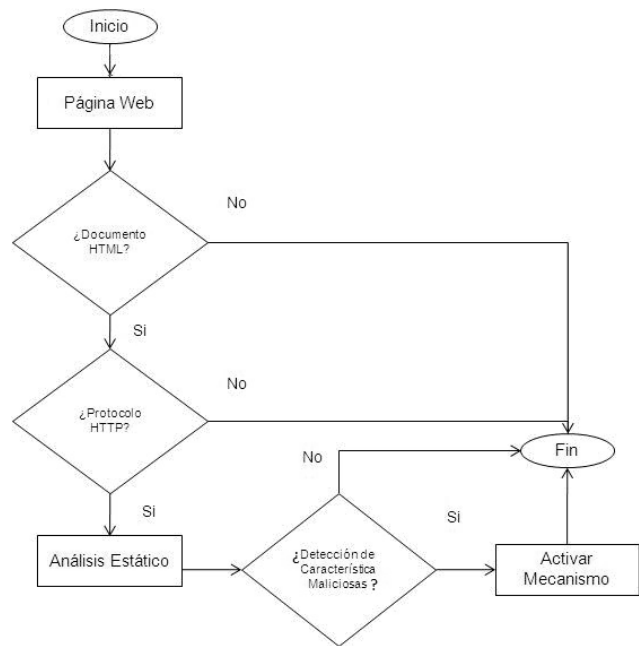 Inicio
Página Web
No
¿Documento
HTML?
Si
No
¿Protocolo
HTTP?
Fin
No
Si
Si
¿Detección de
Característica
Maliciosas ?
Análisis Estático
Activar
Mecanismo